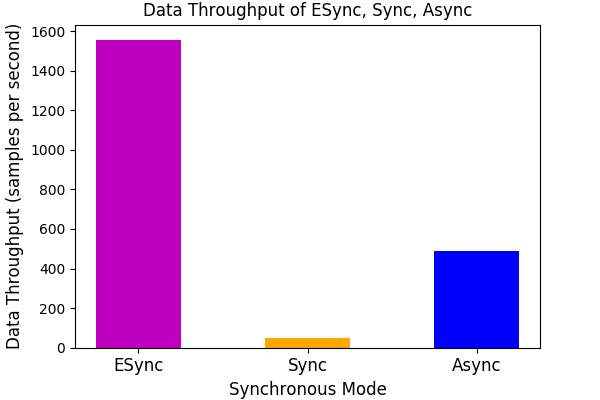 Data Throughput of ESync, Sync, Async
Data Throughput (samples per second)
1600
1400
1200
1000
800
600
400
200
0
ESync Sync Async
Synchronous Mode